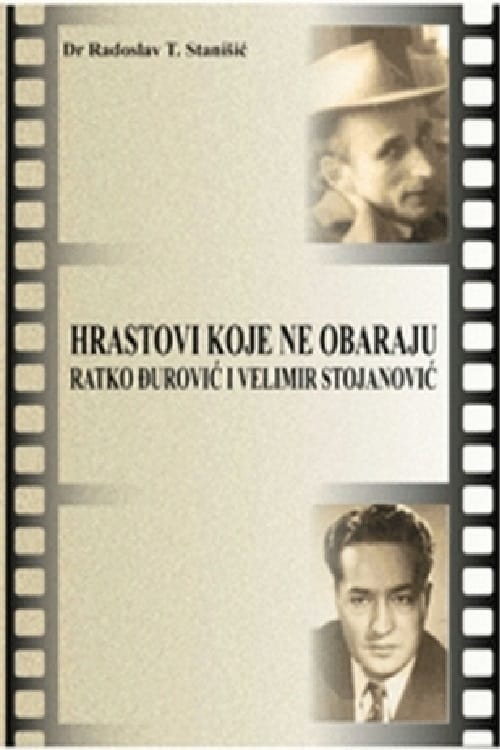 Dr Radoslav T. Stanišić
HRASTOVI KOJE NE OBARAJU
RATKO ĐUROVIĆ I VELIMIR STOJANOVIĆ